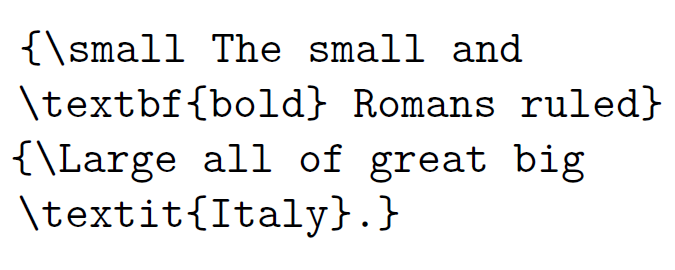 {\small The small and
\textbf{bold} Romans ruled}
{\Large all of great big
\textit{Italy}.}